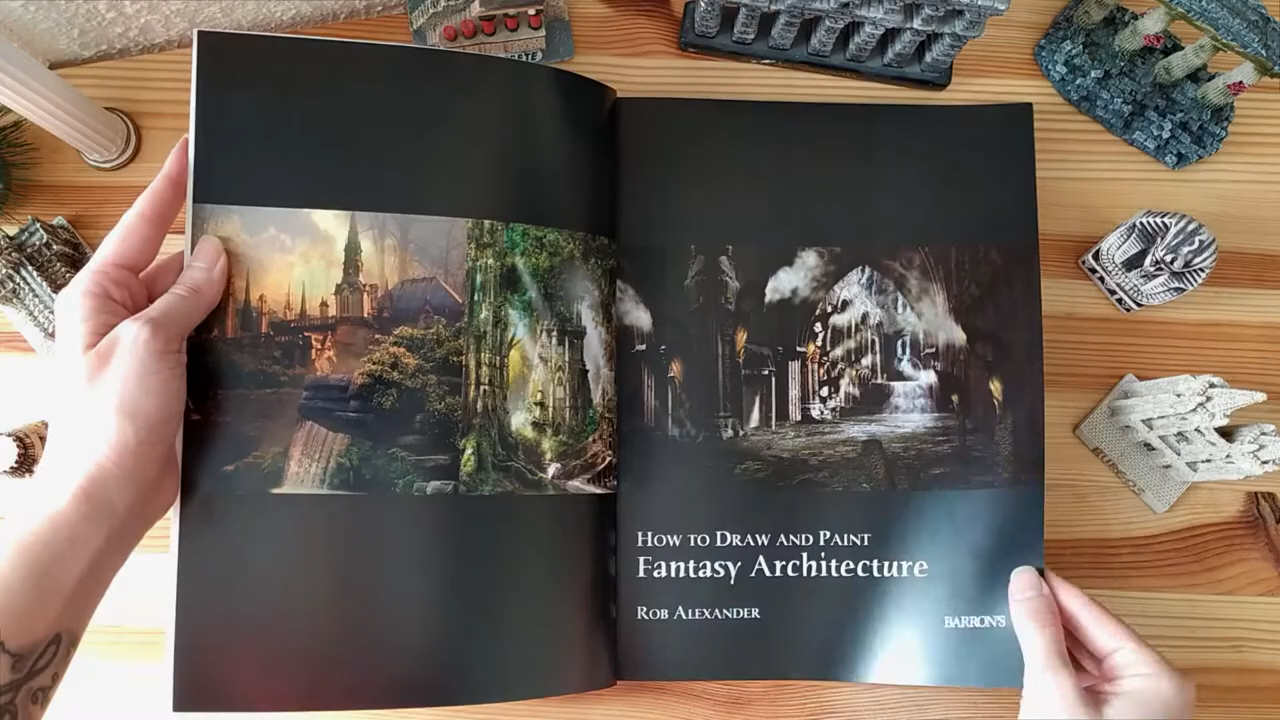 How to Draw and Paint
Fantasy Architecture
Rob Alexander
BARRON'S